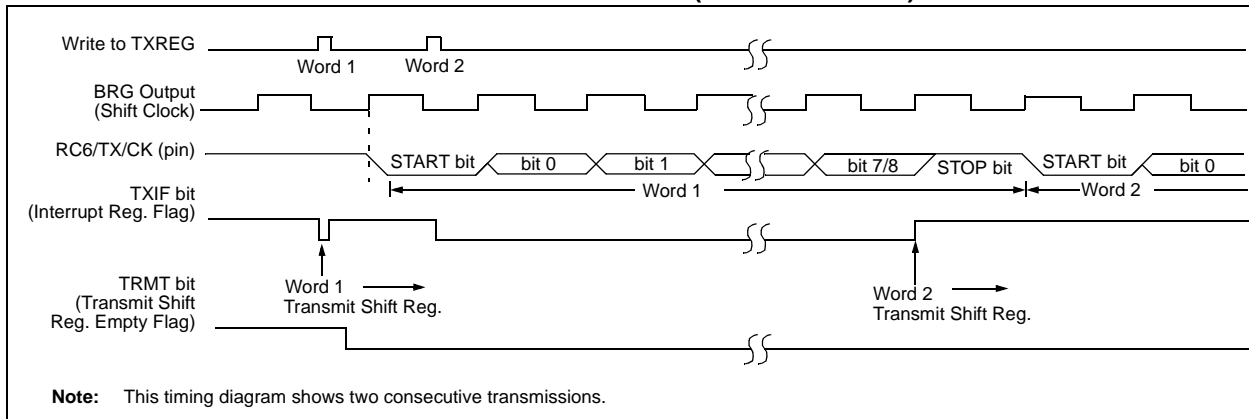 Write to TXREG
Word 1
Word 2
BRG Output
(Shift Clock)
RC6/TX/CK (pin)
START bit
bit 0
bit 1
bit 7/8
STOP bit
START bit
bit 0
Word 1
Word 2
TXIF bit
(Interrupt Reg. Flag)
Word 1
Transmit Shift Reg.
Word 2
Transmit Shift Reg.
TRMT bit
(Transmit Shift
Reg. Empty Flag)
Note: This timing diagram shows two consecutive transmissions.